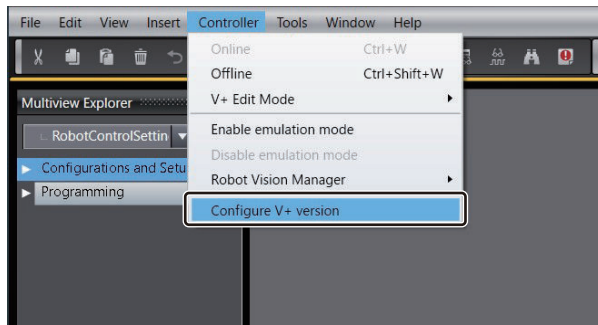 File Edit View Insert Controller Tools Window Help
Online Ctrl+W
Offline Ctrl+Shift+W
V+ Edit Mode
Multiview Explorer
RobotControlSettin
Enable emulation mode
Disable emulation mode
Configurations and Setu
Robot Vision Manager
Programming
Configure V+ version